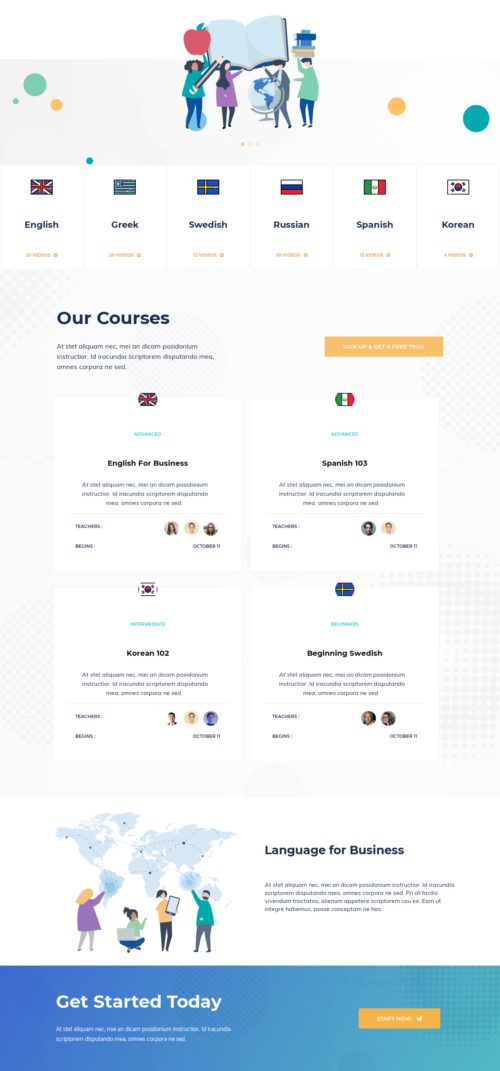 English
Greek
Swedish
Russian
Spanish
Korean
20 VIDEOS
12 VIDEOS
20 VIDEOS
12 VIDEOS
4 VIDEOS
Our Courses
At stet aliquam nec, mei an dicam posidonium
instructior. Id iracundia scriptorem disputando mea,
omnes corpora ne sed.
SIGN UP & GET A FREE TRIAL
ADVANCED
English For Business
At stet aliquam nec, mei an dicam posidonium
instructior. Id iracundia scriptorem disputando
mea, omnes corpora ne sed.
TEACHERS :
BEGINS :
OCTOBER 11
ADVANCED
Spanish 103
At stet aliquam nec, mei an dicam posidonium
instructior. Id iracundia scriptorem disputando
mea, omnes corpora ne sed.
TEACHERS :
BEGINS :
OCTOBER 11
INTERMEDIATE
Korean 102
At stet aliquam nec, mei an dicam posidonium
instructior. Id iracundia scriptorem disputando
mea, omnes corpora ne sed.
TEACHERS :
BEGINS :
OCTOBER 11
BEGINNERS
Beginning Swedish
At stet aliquam nec, mei an dicam posidonium
instructior. Id iracundia scriptorem disputando
mea, omnes corpora ne sed.
TEACHERS :
BEGINS :
OCTOBER 11
Language for Business
At stet aliquam nec, mei an dicam posidonium instructior. Id iracundia
scriptorem disputando mea, omnes corpora ne sed. Pri at facilis
vivendum tractatos, alienum appetere scriptorem usu ex. Eam ut
integre habemus, posse conceptam ne has.
Get Started Today
At stet aliquam nec, mei an dicam posidonium instructior. Id iracundia
scriptorem disputando mea, omnes corpora ne sed.
START NOW